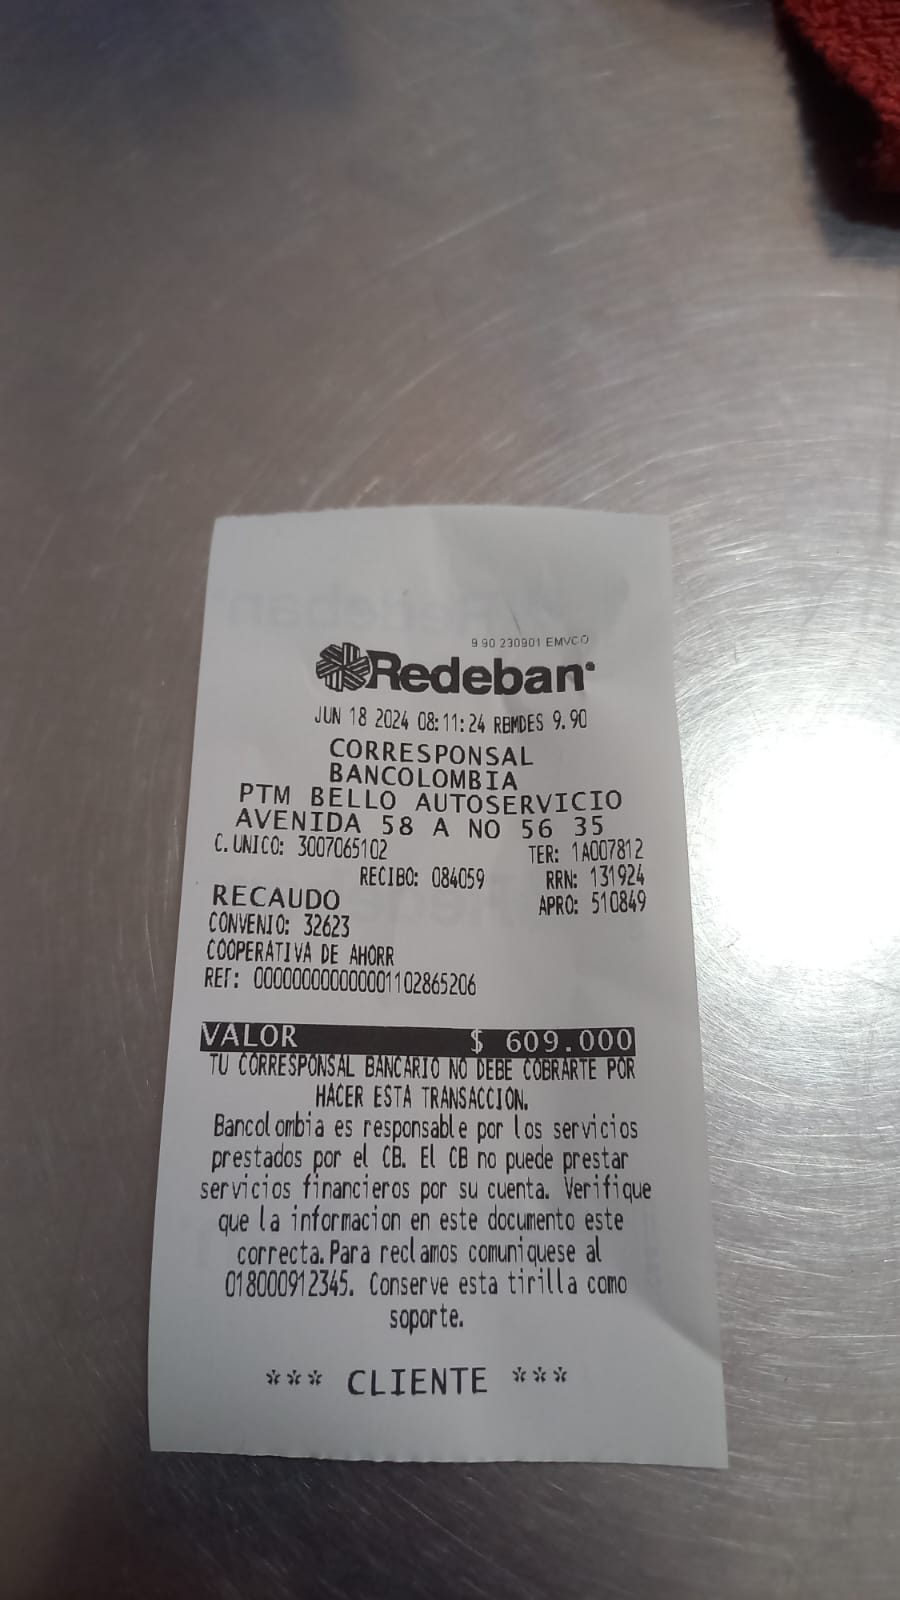 9.90 230901 EMVCO
Redeban
JUN 18 2024 08:11:24 RBMDES 9.90
CORRESPONSAL
BANCOLOMBIA
PTM BELLO AUTOSERVICIO
AVENIDA 58 A NO 56 35
C. UNICO: 3007065102 TER: 1A007812
RECIBO: 084059 RRN: 131924
RECAUDO APRO: 510849
CONVENIO: 32623
COOPERATIVA DE AHORR
REF: 00000000000001102865206
VALOR $ 609.000
TU CORRESPONSAL BANCARIO NO DEBE COBRARTE POR
HACER ESTA TRANSACCION.
Bancolombia es responsable por los servicios
prestados por el CB. El CB no puede prestar
servicios financieros por su cuenta. Verifique
que la informacion en este documento este
correcta. Para reclamos comuniquese al
018000912345. Conserve esta tirilla como
soporte.
*** CLIENTE ***